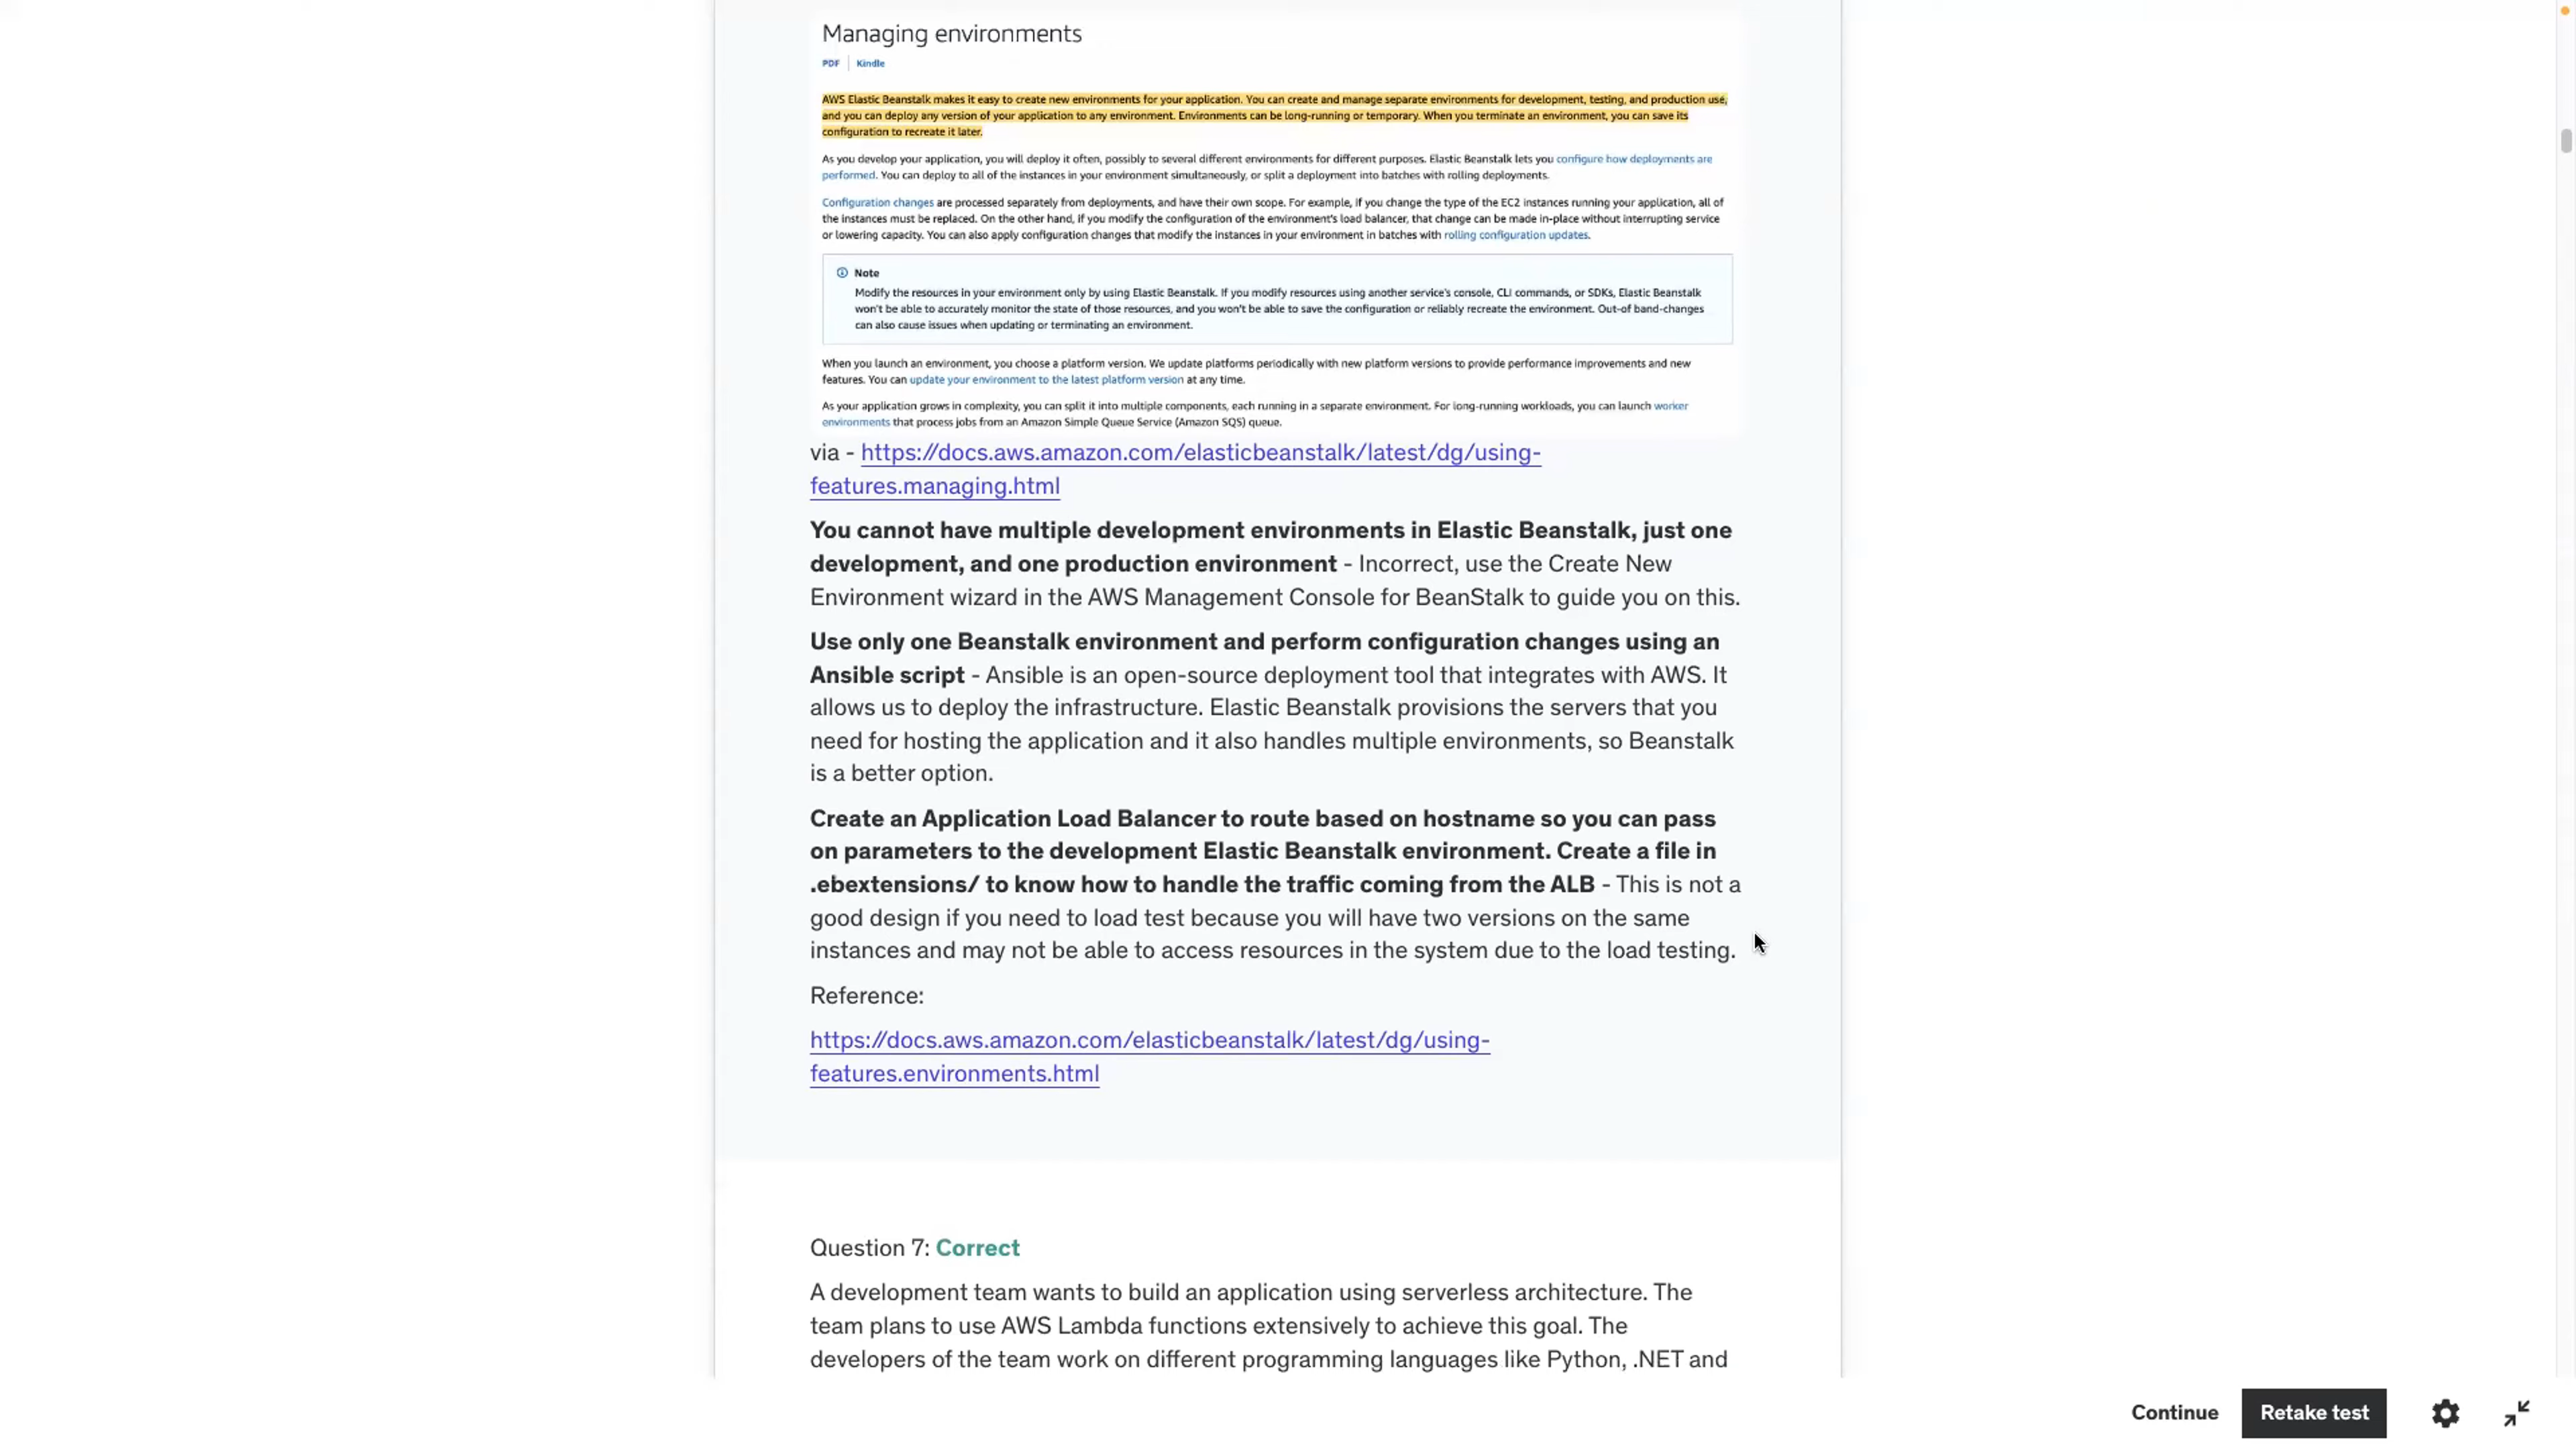 Managing environments
PDF | Kindle
AWS Elastic Beanstalk makes it easy to create new environments for your application. You can create and manage separate environments for development, testing, and production use,
and you can deploy any version of your application to any environment. Environments can be long-running or temporary. When you terminate an environment, you can save its
configuration to recreate it later.
As you develop your application, you will deploy it often, possibly to several different environments for different purposes. Elastic Beanstalk lets you configure how deployments are
performed. You can deploy to all of the instances in your environment simultaneously, or split a deployment into batches with rolling deployments.
Configuration changes are processed separately from deployments, and have their own scope. For example, if you change the type of the EC2 instances running your application, all of
the instances must be replaced. On the other hand, if you modify the configuration of the environment's load balancer, that change can be made in-place without interrupting service
or lowering capacity. You can also apply configuration changes that modify the instances in your environment in batches with rolling configuration updates.
Note
Modify the resources in your environment only by using Elastic Beanstalk. If you modify resources using another service's console, CLI commands, or SDKs, Elastic Beanstalk
won't be able to accurately monitor the state of those resources, and you won't be able to save the configuration or reliably recreate the environment. Out-of band-changes
can also cause issues when updating or terminating an environment.
When you launch an environment, you choose a platform version. We update platforms periodically with new platform versions to provide performance improvements and new
features. You can update your environment to the latest platform version at any time.
As your application grows in complexity, you can split it into multiple components, each running in a separate environment. For long-running workloads, you can launch worker
environments that process jobs from an Amazon Simple Queue Service (Amazon SQS) queue.
via - https://docs.aws.amazon.com/elasticbeanstalk/latest/dg/using-
features.managing.html
You cannot have multiple development environments in Elastic Beanstalk, just one
development, and one production environment - Incorrect, use the Create New
Environment wizard in the AWS Management Console for BeanStalk to guide you on this.
Use only one Beanstalk environment and perform configuration changes using an
Ansible script - Ansible is an open-source deployment tool that integrates with AWS. It
allows us to deploy the infrastructure. Elastic Beanstalk provisions the servers that you
need for hosting the application and it also handles multiple environments, so Beanstalk
is a better option.
Create an Application Load Balancer to route based on hostname so you can pass
on parameters to the development Elastic Beanstalk environment. Create a file in
.ebextensions/ to know how to handle the traffic coming from the ALB - This is not a
good design if you need to load test because you will have two versions on the same
instances and may not be able to access resources in the system due to the load testing.
Reference:
https://docs.aws.amazon.com/elasticbeanstalk/latest/dg/using-
features.environments.html
Question 7: Correct
A development team wants to build an application using serverless architecture. The
team plans to use AWS Lambda functions extensively to achieve this goal. The
developers of the team work on different programming languages like Python, .NET and
Continue
Retake test